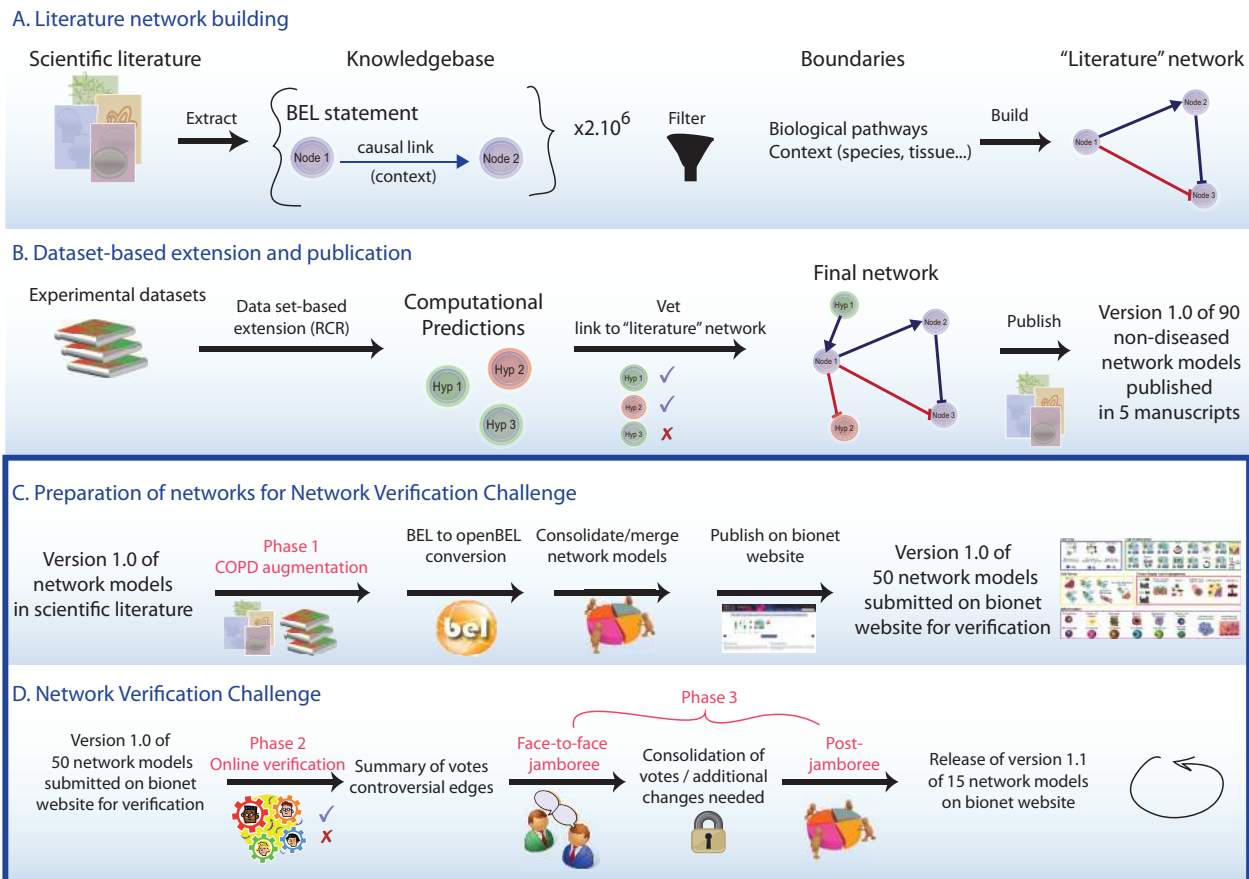 A. Literature network building
Scientific literature
Knowledgebase
Boundaries
“Literature” network
Extract
BEL statement
Node 1
causal link
(context)
Node 2
x2.10^6
Filter
Biological pathways
Context (species, tissue...)
Build
Node 1
Node 2
Node 3
B. Dataset-based extension and publication
Experimental datasets
Data set-based
extension (RCR)
Computational
Predictions
Hyp 1
Hyp 2
Hyp 3
Vet
link to “literature” network
Hyp 1 ✓
Hyp 2 ✓
Hyp 3 ✗
Final network
Hyp 1
Node 2
Node 1
Node 3
Hyp 2
Publish
Version 1.0 of 90
non-diseased
network models
published
in 5 manuscripts
C. Preparation of networks for Network Verification Challenge
Version 1.0 of
network models
in scientific literature
Phase 1
COPD augmentation
BEL to openBEL
conversion
bel
Consolidate/merge
network models
Publish on bionet
website
Version 1.0 of
50 network models
submitted on bionet
website for verification
D. Network Verification Challenge
Version 1.0 of
50 network models
submitted on bionet
website for verification
Phase 2
Online verification
✓
✗
Summary of votes
controversial edges
Phase 3
Face-to-face
jamboree
Consolidation of
votes / additional
changes needed
Post-
jamboree
Release of version 1.1
of 15 network models
on bionet website